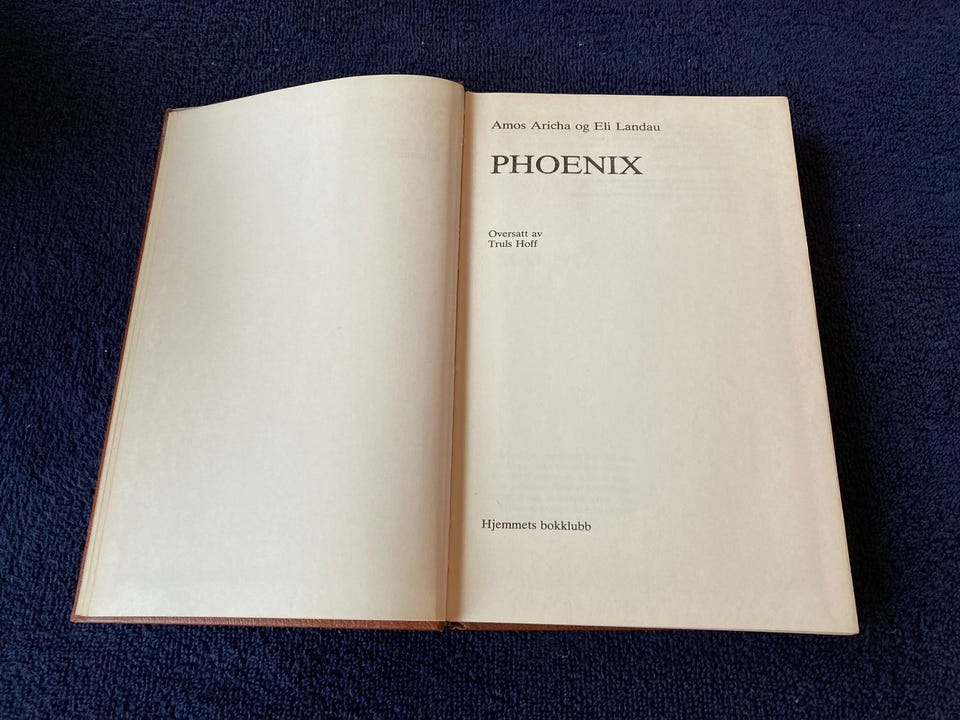 Amos Aricha og Eli Landau
PHOENIX
Oversatt av
Truls Hoff
Hjemmets bokklubb